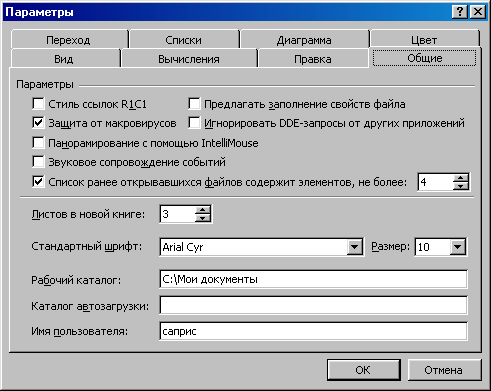 Параметры
Переход Списки Диаграмма Цвет
Вид Вычисления Правка Общие
Параметры
Стиль ссылок R1C1 Предлагать заполнение свойств файла
Защита от макровирусов Игнорировать DDE-запросы от других приложений
Панорамирование с помощью IntelliMouse
Звуковое сопровождение событий
Список ранее открывавшихся файлов содержит элементов, не более: 4
Листов в новой книге: 3
Стандартный шрифт: Arial Cyr Размер: 10
Рабочий каталог: C:\Мои документы
Каталог автозагрузки:
Имя пользователя: саприс
OK Отмена